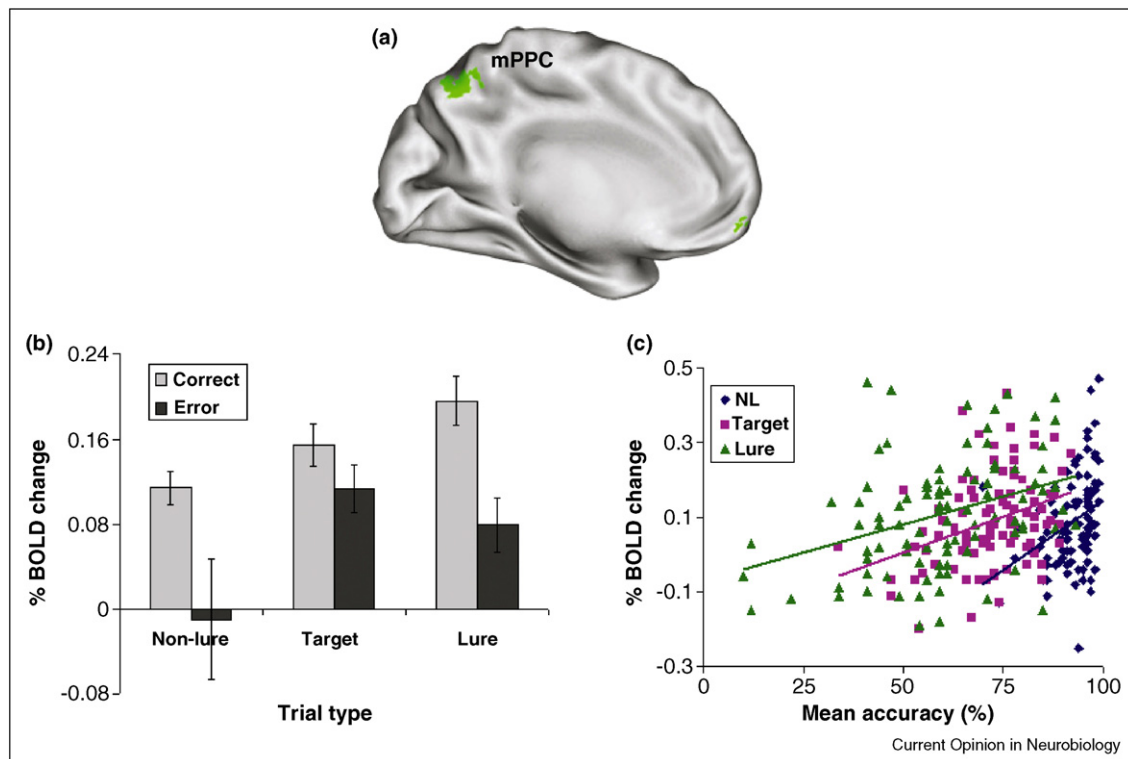 (a)
mPPC
(b)
0.24
0.16
0.08
0
-0.08
% BOLD change
Correct
Error
Non-lure
Target
Lure
Trial type
(c)
0.5
0.3
0.1
-0.1
-0.3
% BOLD change
NL
Target
Lure
0
25
50
75
100
Mean accuracy (%)
Current Opinion in Neurobiology